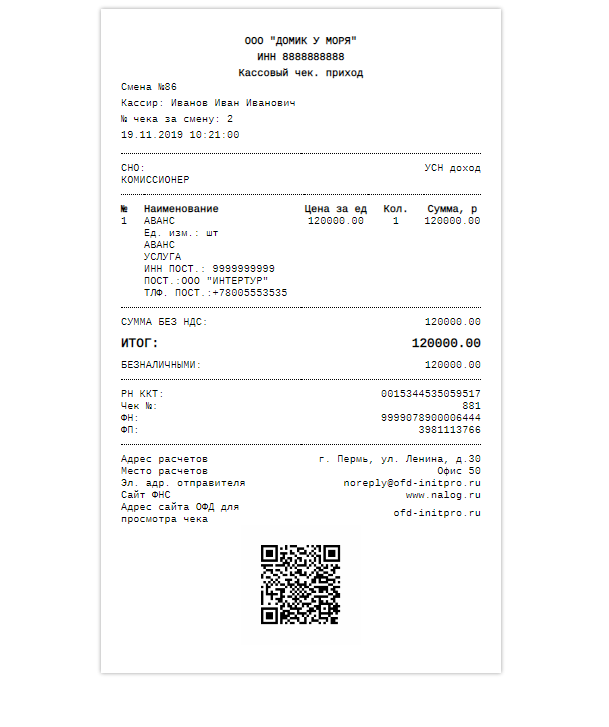 ООО "ДОМИК У МОРЯ"
ИНН 8888888888
Кассовый чек. приход
Смена №86
Кассир: Иванов Иван Иванович
№ чека за смену: 2
19.11.2019 10:21:00
СНО: УСН доход
КОМИССИОНЕР
№ Наименование Цена за ед Кол. Сумма, р
1 АВАНС 120000.00 1 120000.00
Ед. изм.: шт
АВАНС
УСЛУГА
ИНН ПОСТ.: 9999999999
ПОСТ.:ООО "ИНТЕРТУР"
ТЛФ. ПОСТ.:+78005553535
СУММА БЕЗ НДС: 120000.00
ИТОГ: 120000.00
БЕЗНАЛИЧНЫМИ: 120000.00
РН ККТ: 0015344535059517
Чек №: 881
ФН: 9999078900006444
ФП: 3981113766
Адрес расчетов г. Пермь, ул. Ленина, д.30
Место расчетов Офис 50
Эл. адр. отправителя noreply@ofd-initpro.ru
Сайт ФНС www.nalog.ru
Адрес сайта ОФД для
просмотра чека ofd-initpro.ru